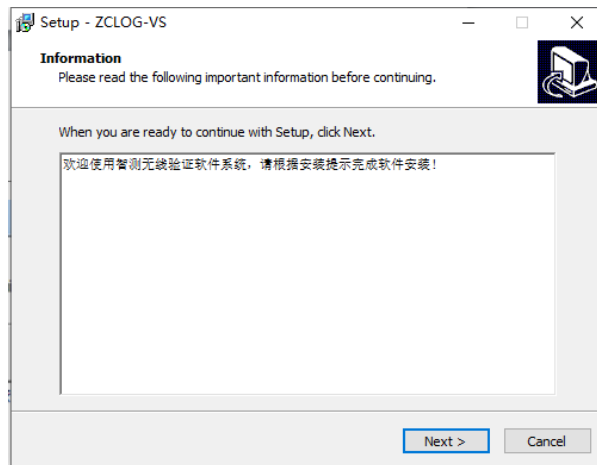 Setup - ZCLOG-VS
Information
Please read the following important information before continuing.
When you are ready to continue with Setup, click Next.
欢迎使用智测无线验证软件系统，请根据安装提示完成软件安装！
Next >
Cancel